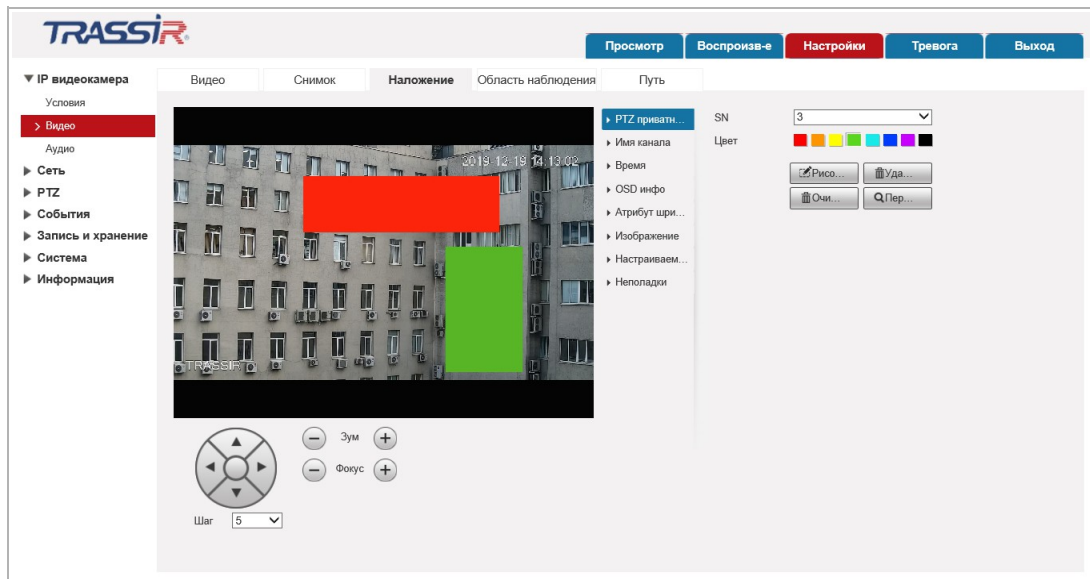 TRASSIR
Просмотр Воспроизв-е Настройки Тревога Выход
IP видеокамера
Условия
Видео
Аудио
Сеть
PTZ
События
Запись и хранение
Система
Информация
Видео Снимок Наложение Область наблюдения Путь
2019-12-19 14:13:02
TRASSIR
PTZ приватн...
Имя канала
Время
OSD инфо
Атрибут шри...
Изображение
Настраиваем...
Неполадки
SN 3
Цвет
Рисо... Уда...
Очи... Пер...
Зум
Фокус
Шаг 5